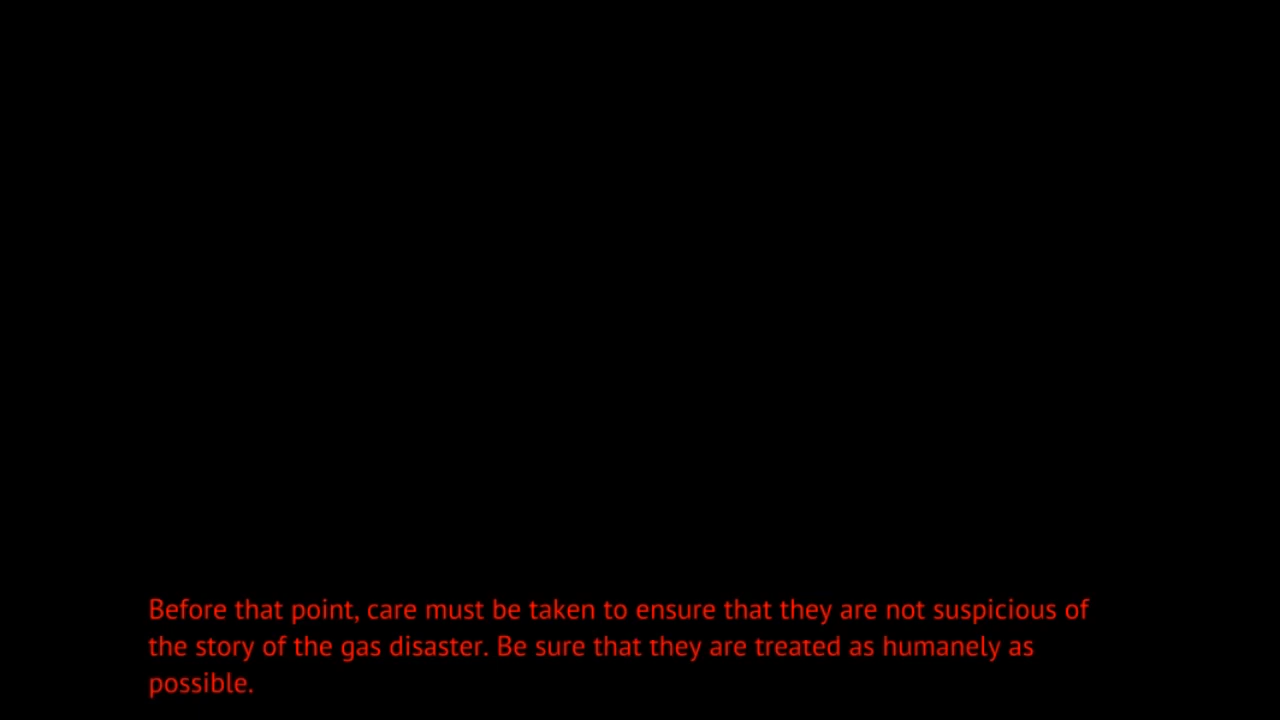 Before that point, care must be taken to ensure that they are not suspicious of
the story of the gas disaster. Be sure that they are treated as humanely as
possible.